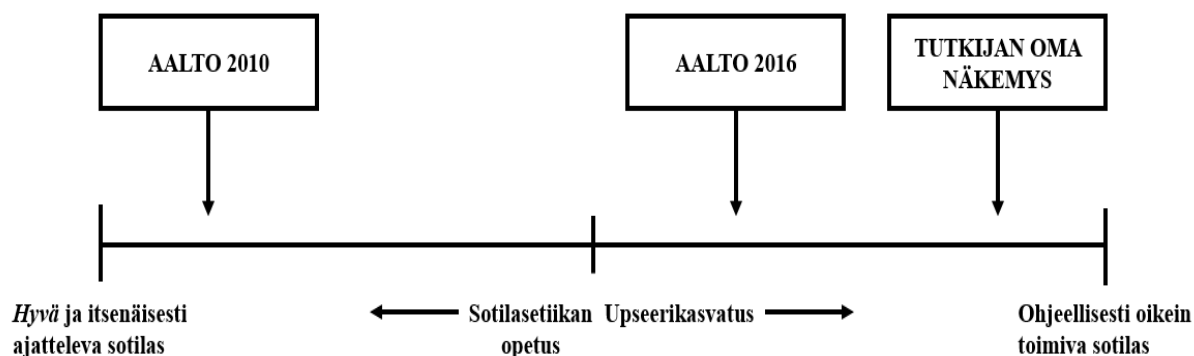 AALTO 2010
AALTO 2016
TUTKIJAN OMA
NÄKEMYS
Hyvä ja itsenäisesti
ajatteleva sotilas
Sotilasetiikan
opetus
Upseerikasvatus
Ohjeellisesti oikein
toimiva sotilas